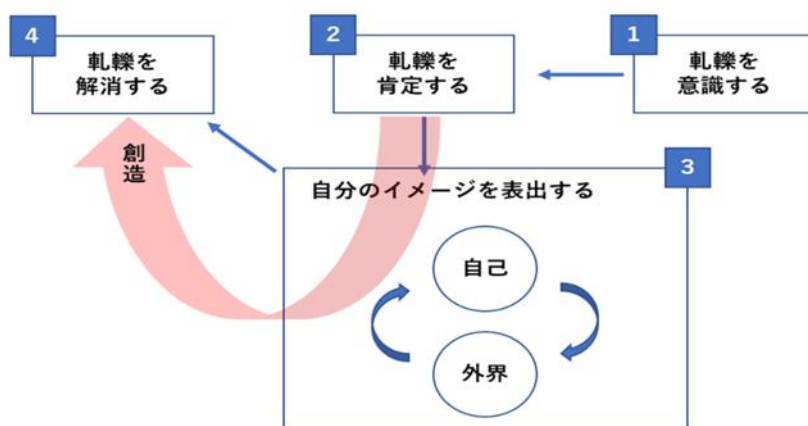 4
軋轢を
解消する
2
軋轢を
肯定する
1
軋轢を
意識する
創造
3
自分のイメージを表出する
自己
外界